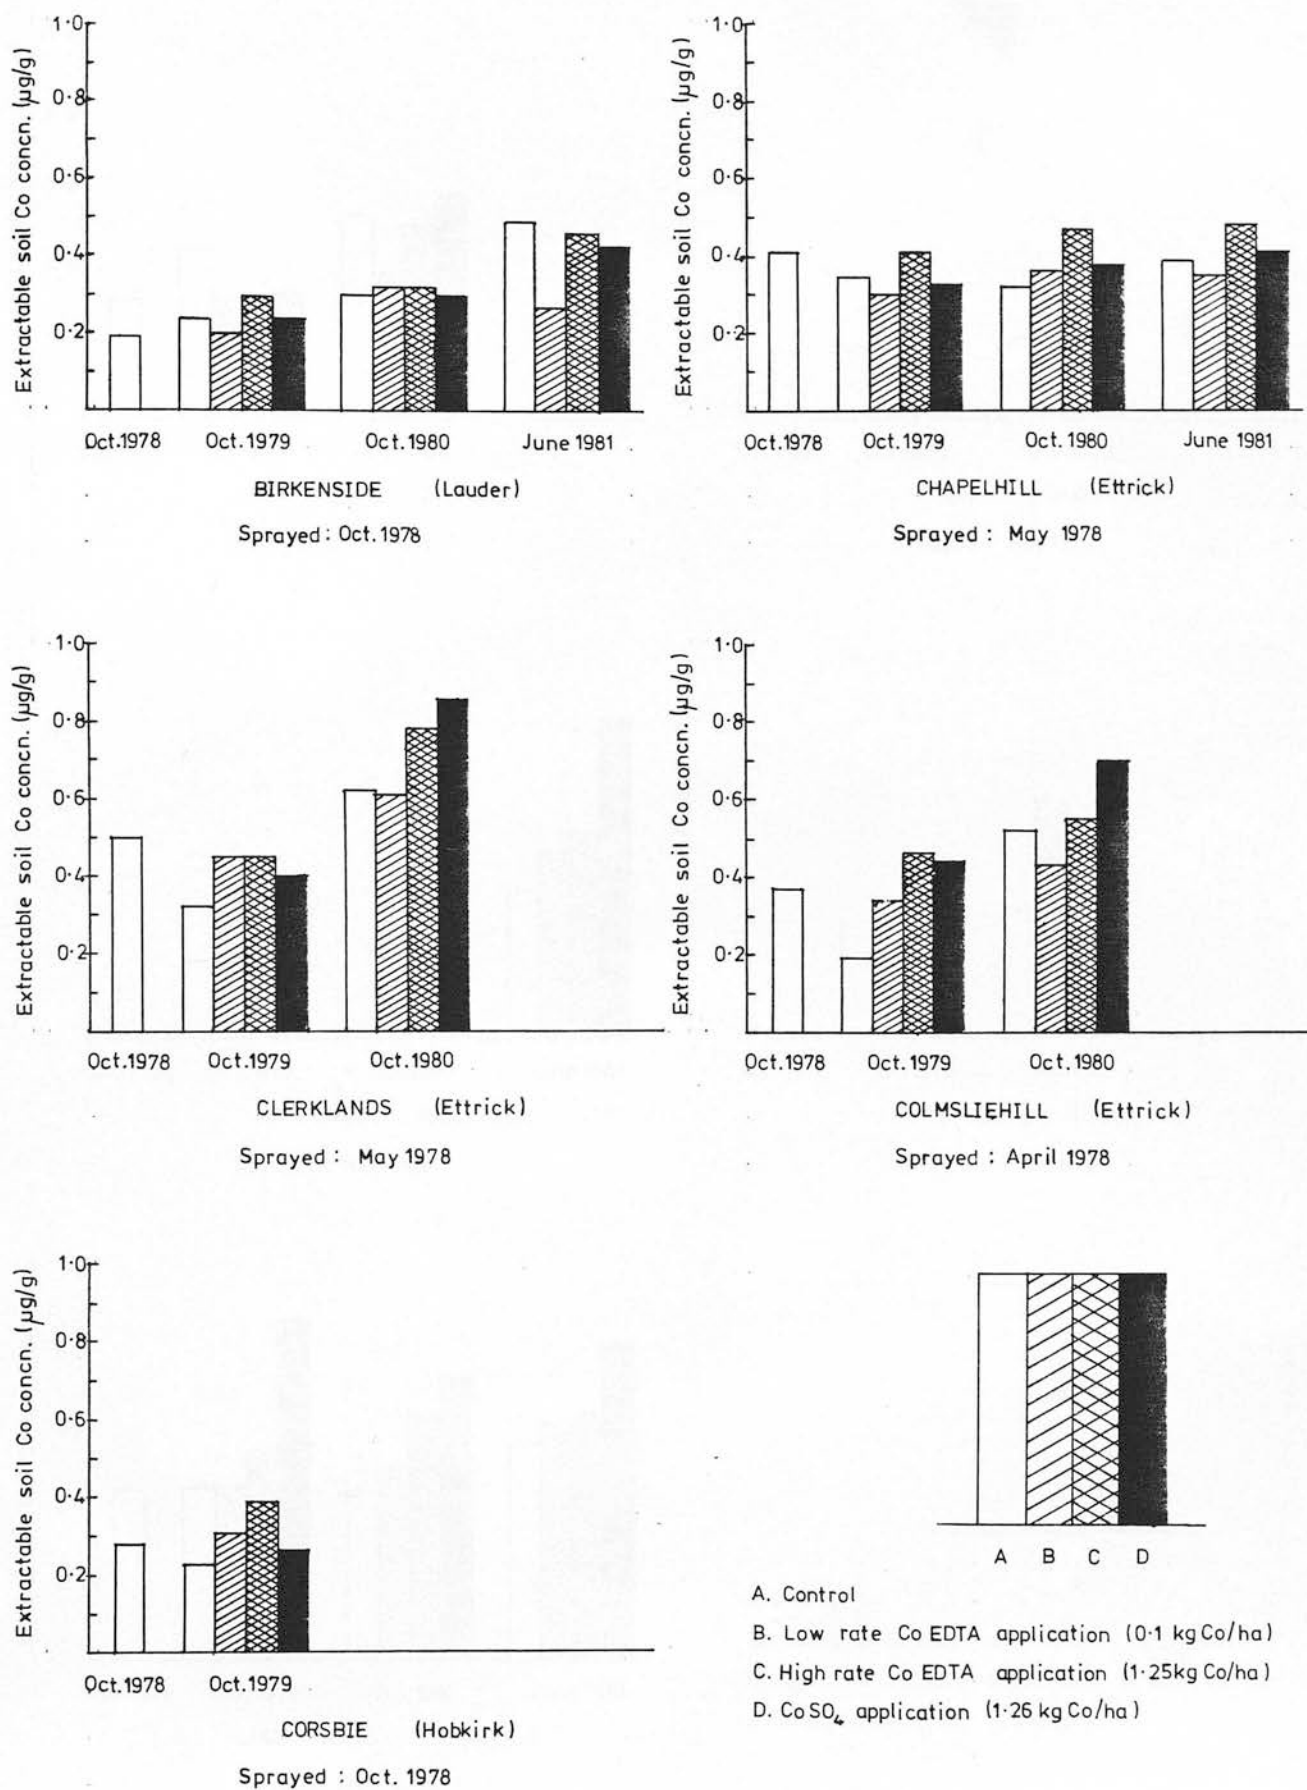 Extractable soil Co concn. (µg/g)
1·0
0·8
0·6
0·4
0·2
Oct.1978 Oct.1979 Oct.1980 June 1981
BIRKENSIDE (Lauder)
Sprayed : Oct. 1978
Extractable soil Co concn. (µg/g)
1·0
0·8
0·6
0·4
0·2
Oct.1978 Oct.1979 Oct.1980 June 1981
CHAPELHILL (Ettrick)
Sprayed : May 1978
Extractable soil Co concn. (µg/g)
1·0
0·8
0·6
0·4
0·2
Oct.1978 Oct.1979 Oct.1980
CLERKLANDS (Ettrick)
Sprayed : May 1978
Extractable soil Co concn. (µg/g)
1·0
0·8
0·6
0·4
0·2
Oct.1978 Oct.1979 Oct.1980
COLMSLIEHILL (Ettrick)
Sprayed : April 1978
Extractable soil Co concn. (µg/g)
1·0
0·8
0·6
0·4
0·2
Oct.1978 Oct.1979
CORSBIE (Hobkirk)
Sprayed : Oct. 1978
A B C D
A. Control
B. Low rate Co EDTA application (0·1 kg Co/ha)
C. High rate Co EDTA application (1·25kg Co/ha)
D. CoSO₄ application (1·26 kg Co/ha)